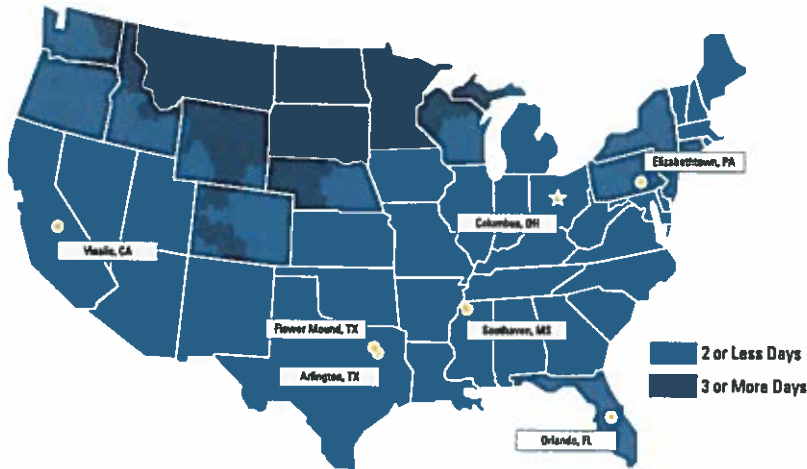 Elizabethtown, PA
Columbus, OH
Visalia, CA
Flower Mound, TX
Southaven, MS
Arlington, TX
2 or Less Days
3 or More Days
Orlando, FL